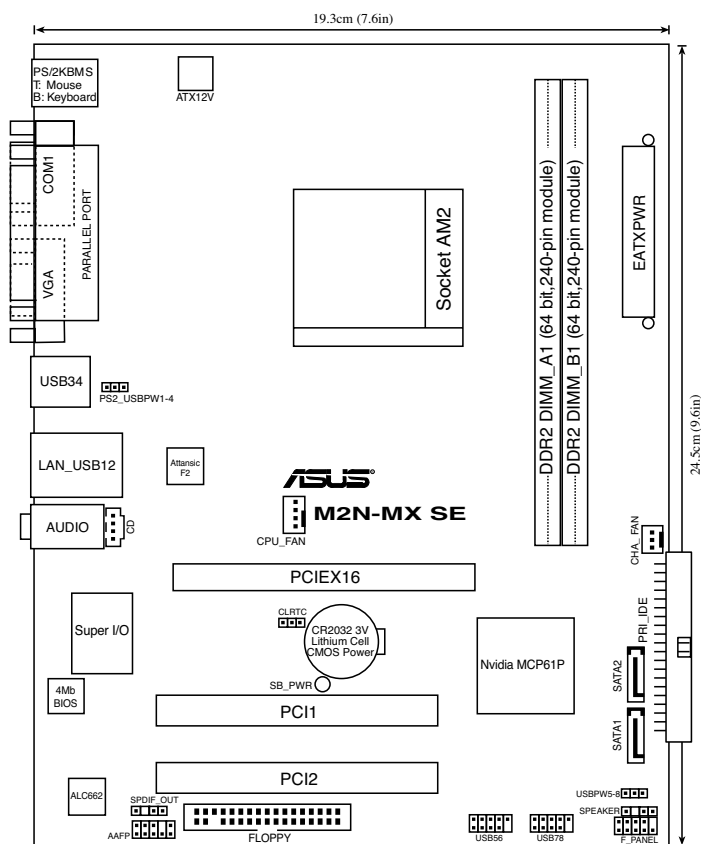 19.3cm (7.6in)
PS/2KBMS
T: Mouse
B: Keyboard
ATX12V
COM1
PARALLEL PORT
VGA
Socket AM2
DDR2 DIMM_A1 (64 bit,240-pin module)
DDR2 DIMM_B1 (64 bit,240-pin module)
EATXPWR
24.5cm (9.6in)
USB34
PS2_USBPW1-4
LAN_USB12
Attansic
F2
ASUS®
M2N-MX SE
CPU_FAN
AUDIO
CD
CHA_FAN
PCIEX16
PRI_IDE
Super I/O
CLRTC
CR2032 3V
Lithium Cell
CMOS Power
Nvidia MCP61P
SATA2
SB_PWR
4Mb
BIOS
PCI1
SATA1
PCI2
ALC662
SPDIF_OUT
USBPW5-8
SPEAKER
AAFP
FLOPPY
USB56
USB78
F_PANEL